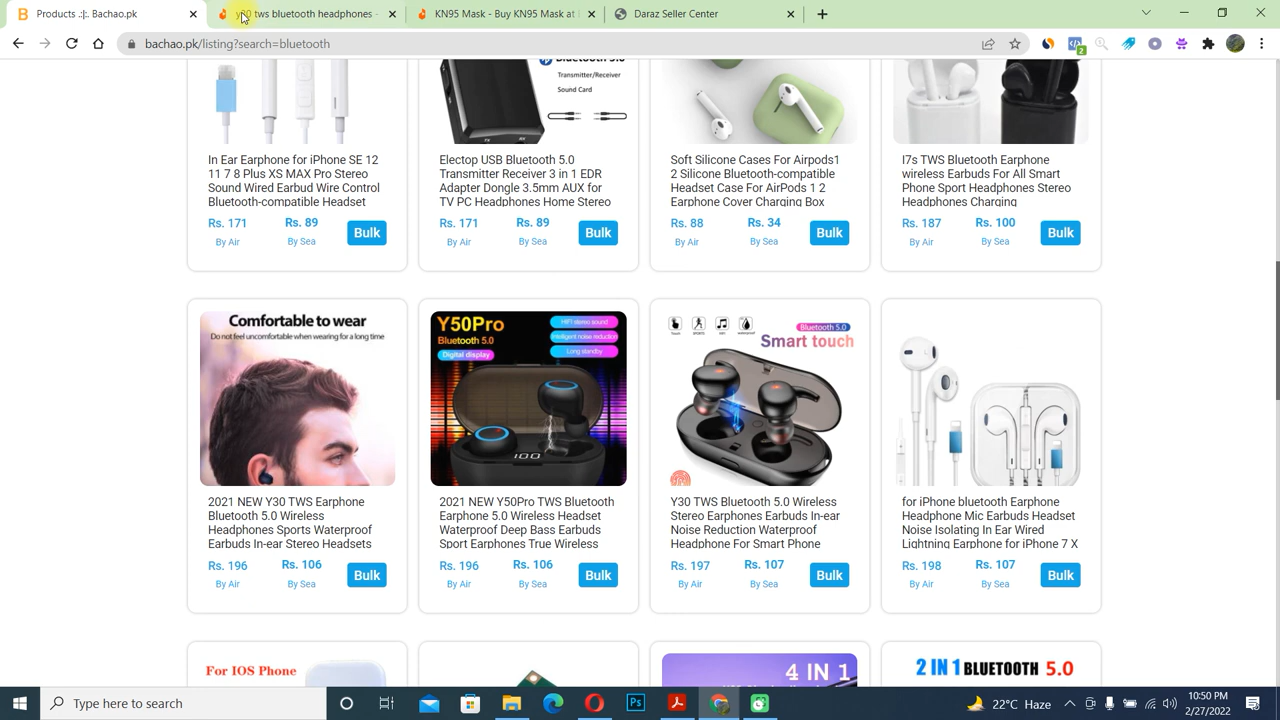 Products .:|:. Bachao.pk
y30 tws bluetooth headphones -
KN95 Mask - Buy KN95 Mask at
Daraz Seller Center
bachao.pk/listing?search=bluetooth
2
Transmitter/Receiver
Sound Card
In Ear Earphone for iPhone SE 12
11 7 8 Plus XS MAX Pro Stereo
Sound Wired Earbud Wire Control
Bluetooth-compatible Headset
Rs. 171
Rs. 89
By Air
By Sea
Bulk
Electop USB Bluetooth 5.0
Transmitter Receiver 3 in 1 EDR
Adapter Dongle 3.5mm AUX for
TV PC Headphones Home Stereo
Rs. 171
Rs. 89
By Air
By Sea
Bulk
Soft Silicone Cases For Airpods1
2 Silicone Bluetooth-compatible
Headset Case For AirPods 1 2
Earphone Cover Charging Box
Rs. 88
Rs. 34
By Air
By Sea
Bulk
I7s TWS Bluetooth Earphone
wireless Earbuds For All Smart
Phone Sport Headphones Stereo
Headphones Charging
Rs. 187
Rs. 100
By Air
By Sea
Bulk
Comfortable to wear
Do not feel uncomfortable when wearing for a long time
2021 NEW Y30 TWS Earphone
Bluetooth 5.0 Wireless
Headphones Sports Waterproof
Earbuds In-ear Stereo Headsets
Rs. 196
Rs. 106
By Air
By Sea
Bulk
Y50Pro
Bluetooth 5.0
Digital display
HIFI stereo sound
Intelligent noise reduction
Long standby
100
2021 NEW Y50Pro TWS Bluetooth
Earphone 5.0 Wireless Headset
Waterproof Deep Bass Earbuds
Sport Earphones True Wireless
Rs. 196
Rs. 106
By Air
By Sea
Bulk
Bluetooth 5.0
Smart touch
Y30 TWS Bluetooth 5.0 Wireless
Stereo Earphones Earbuds In-ear
Noise Reduction Waterproof
Headphone For Smart Phone
Rs. 197
Rs. 107
By Air
By Sea
Bulk
for iPhone bluetooth Earphone
Headphone Mic Earbuds Headset
Noise Isolating In Ear Wired
Lightning Earphone for iPhone 7 X
Rs. 198
Rs. 107
By Air
By Sea
Bulk
For IOS Phone
4 IN 1
2 IN 1 BLUETOOTH 5.0
Type here to search
Ps
22°C Haze
10:50 PM
2/27/2022